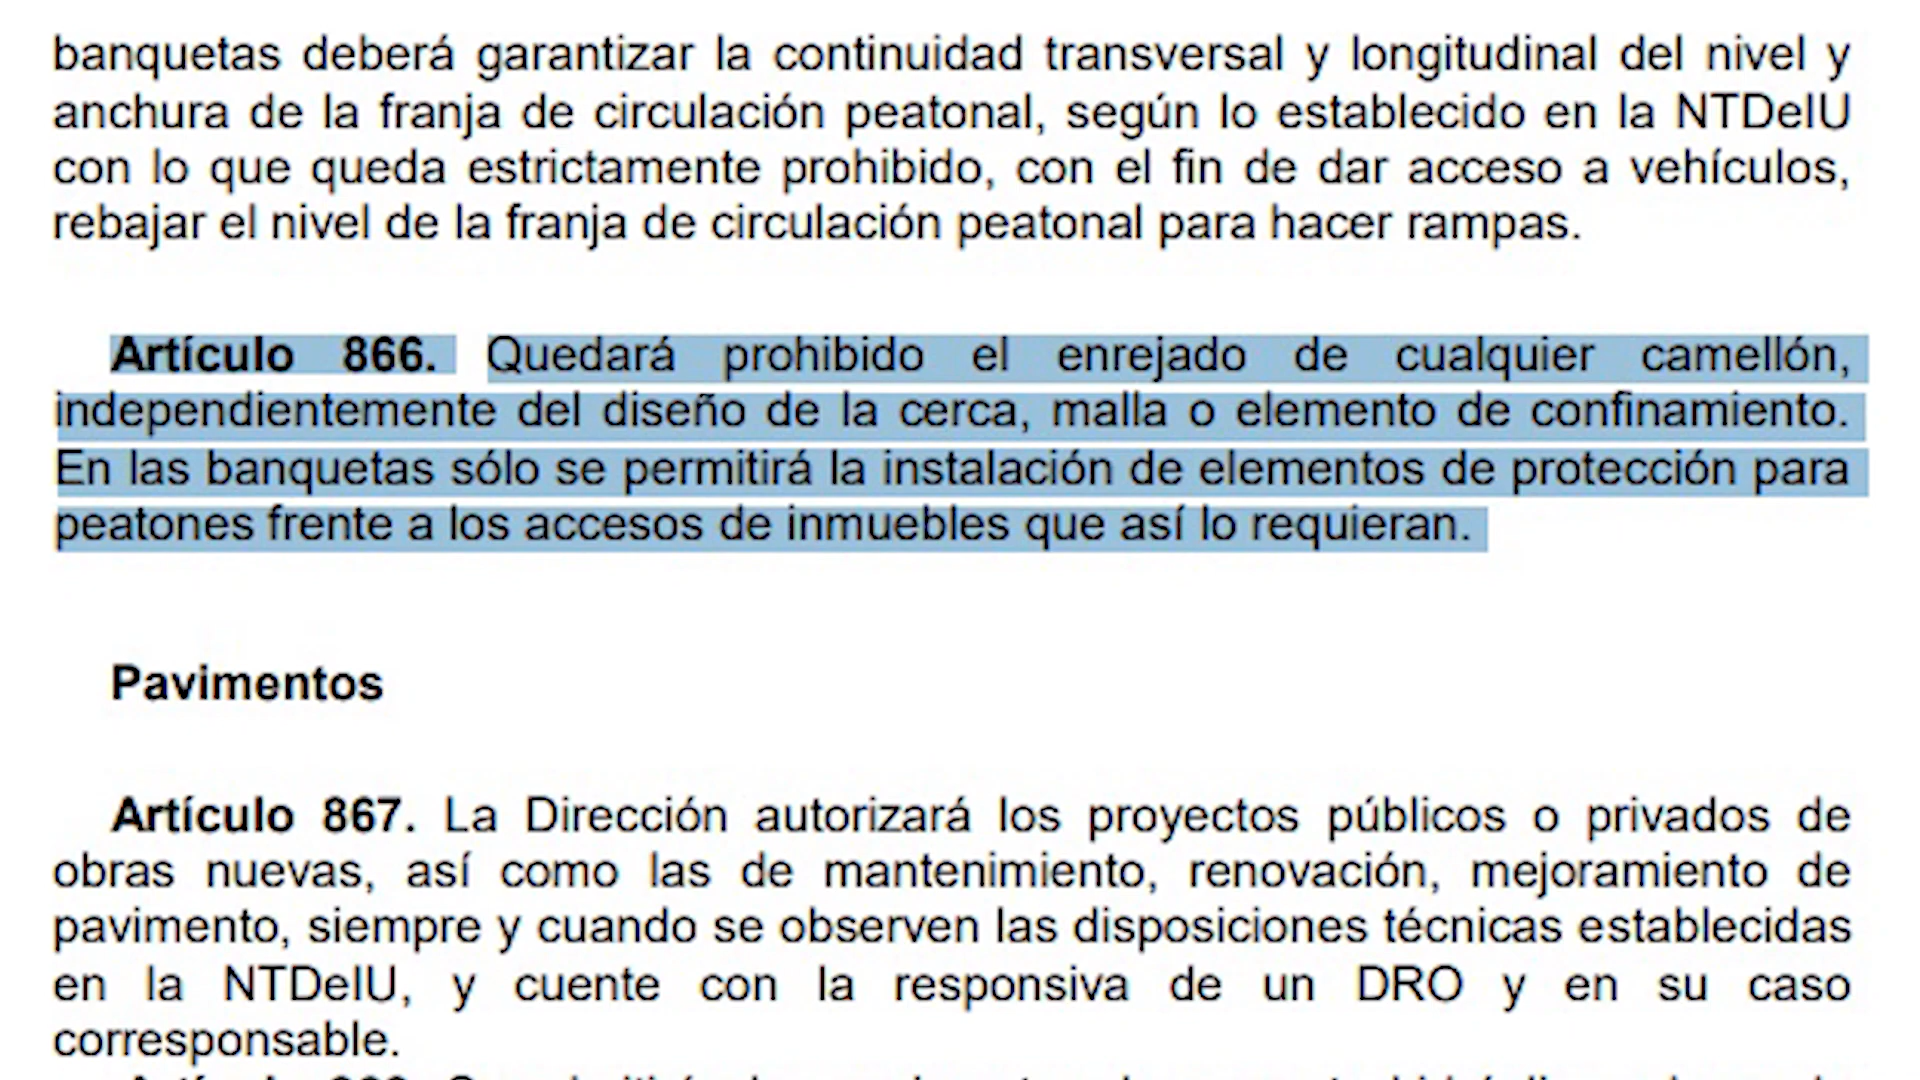 banquetas deberá garantizar la continuidad transversal y longitudinal del nivel y
anchura de la franja de circulación peatonal, según lo establecido en la NTDeIU
con lo que queda estrictamente prohibido, con el fin de dar acceso a vehículos,
rebajar el nivel de la franja de circulación peatonal para hacer rampas.
Artículo 866. Quedará prohibido el enrejado de cualquier camellón,
independientemente del diseño de la cerca, malla o elemento de confinamiento.
En las banquetas sólo se permitirá la instalación de elementos de protección para
peatones frente a los accesos de inmuebles que así lo requieran.
Pavimentos
Artículo 867. La Dirección autorizará los proyectos públicos o privados de
obras nuevas, así como las de mantenimiento, renovación, mejoramiento de
pavimento, siempre y cuando se observen las disposiciones técnicas establecidas
en la NTDeIU, y cuente con la responsiva de un DRO y en su caso
corresponsable.